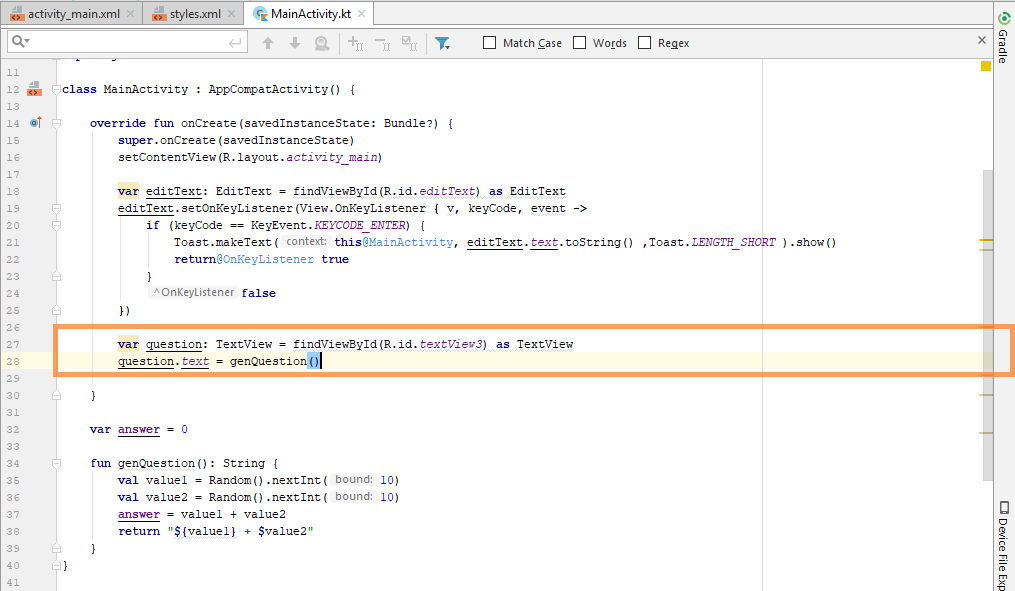 activity_main.xml × styles.xml × MainActivity.kt ×
Match Case Words Regex
Gradle
11
12 class MainActivity : AppCompatActivity() {
13
14 override fun onCreate(savedInstanceState: Bundle?) {
15 super.onCreate(savedInstanceState)
16 setContentView(R.layout.activity_main)
17
18 var editText: EditText = findViewById(R.id.editText) as EditText
19 editText.setOnKeyListener(View.OnKeyListener { v, keyCode, event ->
20 if (keyCode == KeyEvent.KEYCODE_ENTER) {
21 Toast.makeText( context: this@MainActivity, editText.text.toString() ,Toast.LENGTH_SHORT ).show()
22 return@OnKeyListener true
23 }
24 ^OnKeyListener false
25 })
26
27 var question: TextView = findViewById(R.id.textView3) as TextView
28 question.text = genQuestion()
29
30 }
31
32 var answer = 0
33
34 fun genQuestion(): String {
35 val value1 = Random().nextInt( bound: 10)
36 val value2 = Random().nextInt( bound: 10)
37 answer = value1 + value2
38 return "${value1} + $value2"
39 }
40 }
41
Device File Exp